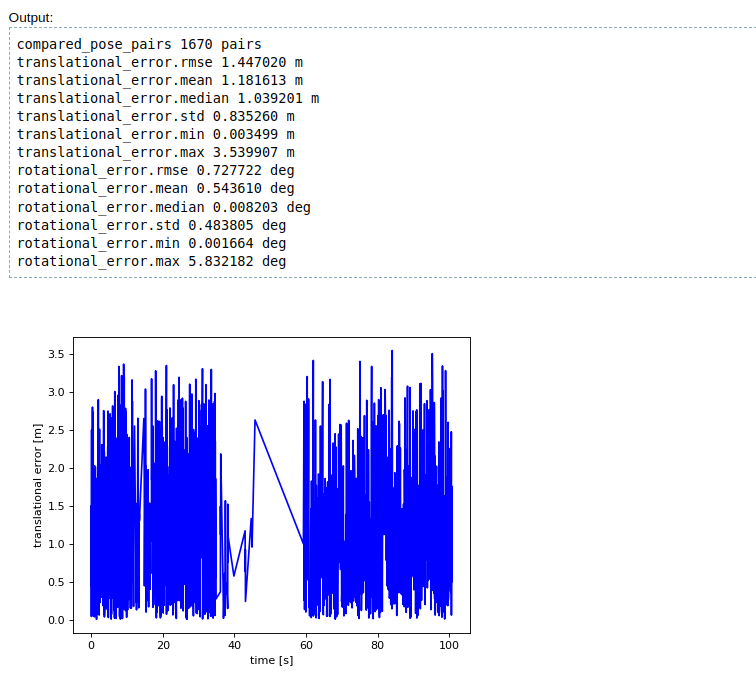 Output:
compared_pose_pairs 1670 pairs
translational_error.rmse 1.447020 m
translational_error.mean 1.181613 m
translational_error.median 1.039201 m
translational_error.std 0.835260 m
translational_error.min 0.003499 m
translational_error.max 3.539907 m
rotational_error.rmse 0.727722 deg
rotational_error.mean 0.543610 deg
rotational_error.median 0.008203 deg
rotational_error.std 0.483805 deg
rotational_error.min 0.001664 deg
rotational_error.max 5.832182 deg
3.5
3.0
2.5
2.0
1.5
1.0
0.5
0.0
translational error [m]
0 20 40 60 80 100
time [s]